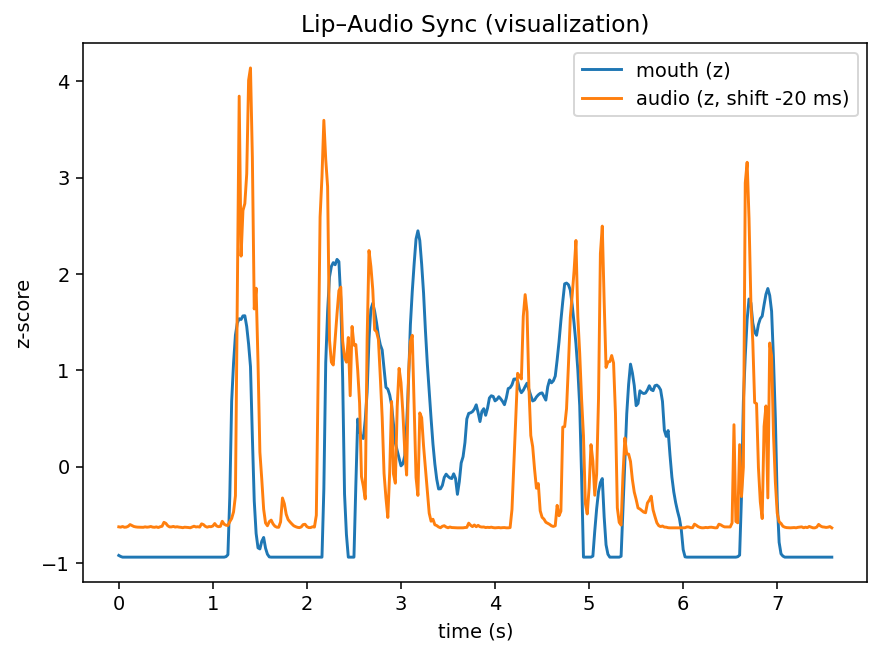 Lip–Audio Sync (visualization)
mouth (z)
audio (z, shift -20 ms)
z-score
4
3
2
1
0
−1
0 1 2 3 4 5 6 7
time (s)